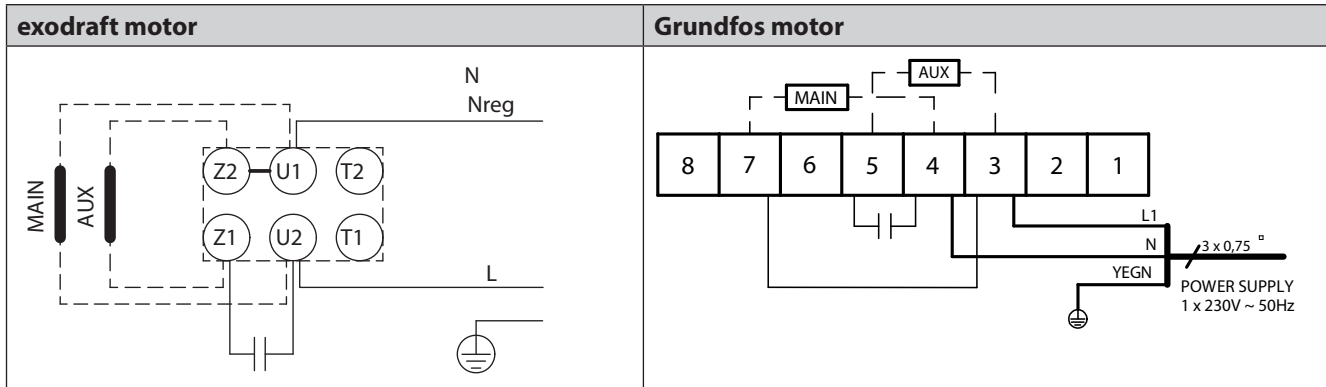 exodraft motor
Grundfos motor
N
Nreg
MAIN
AUX
Z2
U1
T2
Z1
U2
T1
L
AUX
MAIN
8 7 6 5 4 3 2 1
L1
N
3 x 0,75 ¤
YEGN
POWER SUPPLY
1 x 230V ~ 50Hz